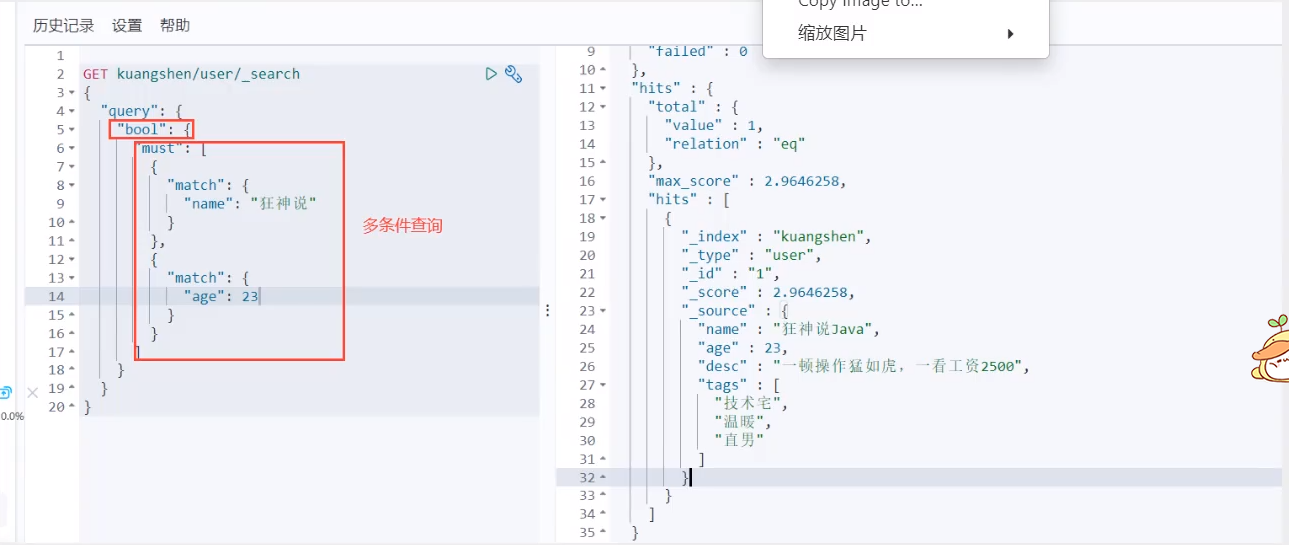 Copy Image to...
缩放图片
历史记录 设置 帮助
1
2 GET kuangshen/user/_search
3 {
4 "query": {
5 "bool": {
6 "must": [
7 {
8 "match": {
9 "name": "狂神说"
10 }
11 },
12 {
13 "match": {
14 "age": 23
15 }
16 }
17 ]
18 }
19 }
20 }
多条件查询
0.0%
9 "failed" : 0
10 },
11 "hits" : {
12 "total" : {
13 "value" : 1,
14 "relation" : "eq"
15 },
16 "max_score" : 2.9646258,
17 "hits" : [
18 {
19 "_index" : "kuangshen",
20 "_type" : "user",
21 "_id" : "1",
22 "_score" : 2.9646258,
23 "_source" : {
24 "name" : "狂神说Java",
25 "age" : 23,
26 "desc" : "一顿操作猛如虎，一看工资2500",
27 "tags" : [
28 "技术宅",
29 "温暖",
30 "直男"
31 ]
32 }
33 }
34 ]
35 }